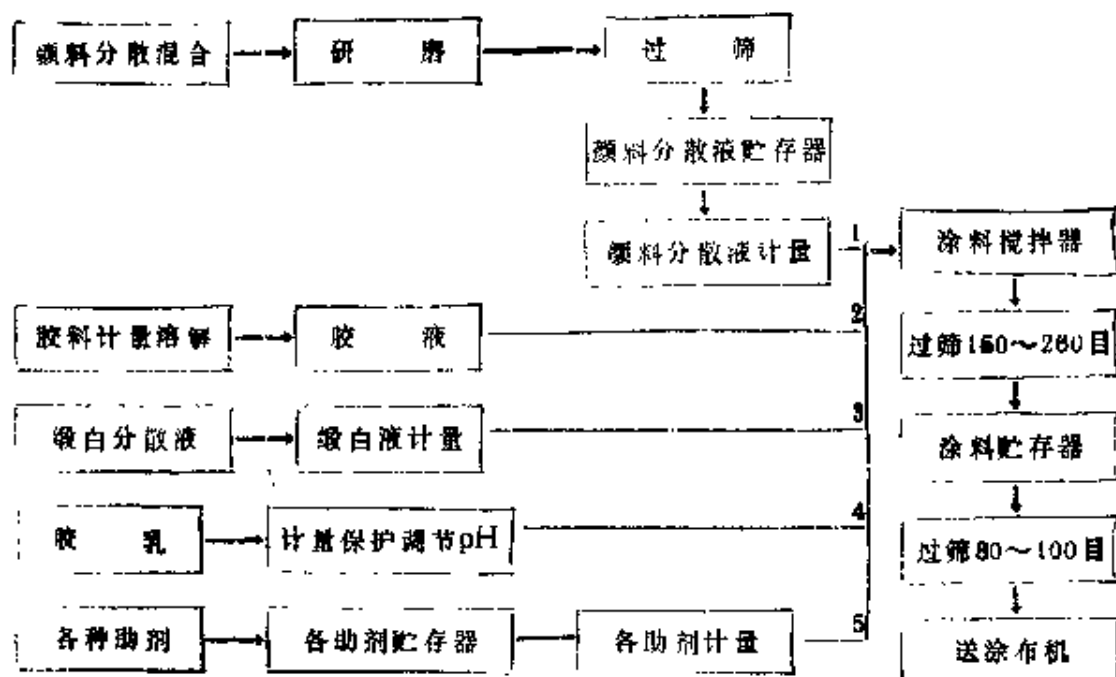 颜料分散混合
研磨
过筛
颜料分散液贮存器
颜料分散液计量
1
涂料搅拌器
2
胶料计量溶解
胶液
过筛150～260目
3
缎白分散液
缎白液计量
涂料贮存器
4
胶乳
计量保护调节pH
过筛80～100目
5
各种助剂
各助剂贮存器
各助剂计量
送涂布机